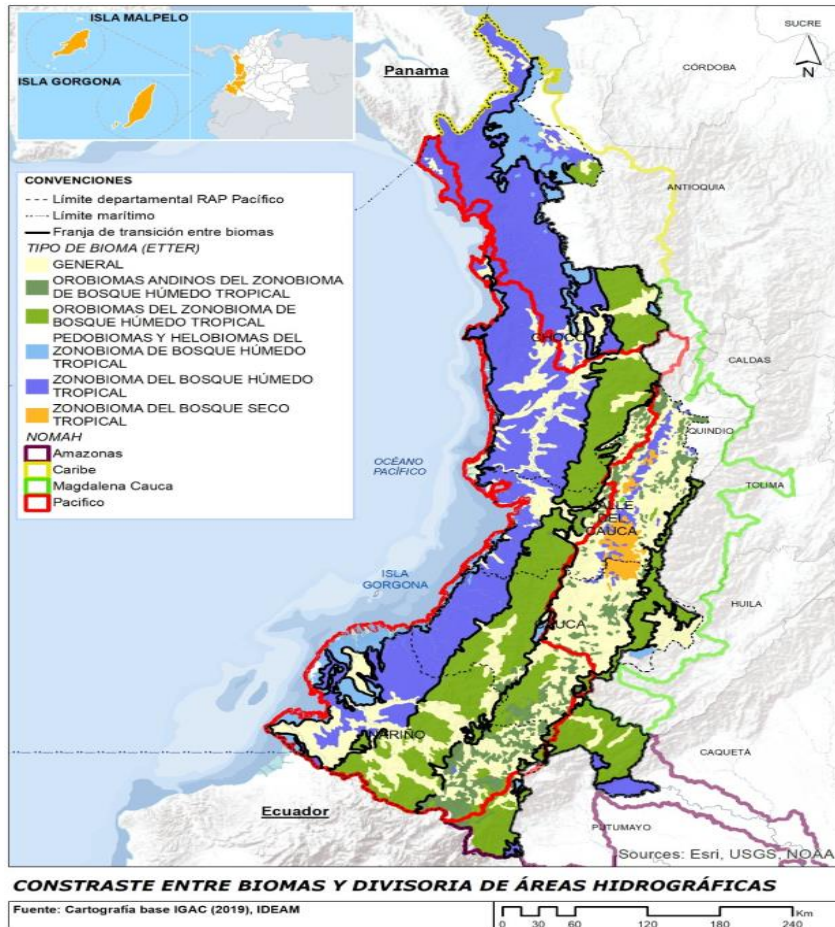 ISLA MALPELO
ISLA GORGONA
Panama
SUCRE
N
CÓRDOBA
ANTIOQUIA
CONVENCIONES
Límite departamental RAP Pacífico
Límite marítimo
Franja de transición entre biomas
TIPO DE BIOMA (ETTER)
GENERAL
OROBIOMAS ANDINOS DEL ZONOBIOMA
DE BOSQUE HÚMEDO TROPICAL
OROBIOMAS DEL ZONOBIOMA DE
BOSQUE HÚMEDO TROPICAL
PEDOBIOMAS Y HELOBIOMAS DEL
ZONOBIOMA DE BOSQUE HÚMEDO
TROPICAL
ZONOBIOMA DEL BOSQUE HÚMEDO
TROPICAL
ZONOBIOMA DEL BOSQUE SECO
TROPICAL
NOMAH
Amazonas
Caribe
Magdalena Cauca
Pacifico
CHOCÓ
CALDAS
QUINDIO
OCÉANO
PACÍFICO
TOLIMA
VALLE
DEL
CAUCA
ISLA
GORGONA
HUILA
CAUCA
NARIÑO
CAQUETA
Ecuador
PUTUMAYO
Sources: Esri, USGS, NOAA
CONSTRASTE ENTRE BIOMAS Y DIVISORIA DE ÁREAS HIDROGRÁFICAS
Fuente: Cartografía base IGAC (2019), IDEAM
Km
0 30 60 120 180 240